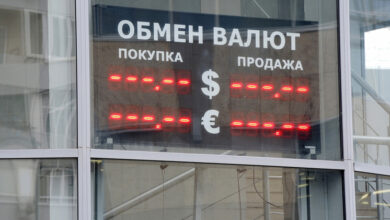 ОБМЕН ВАЛЮТ
ПОКУПКА ПРОДАЖА
---.-- $ ---.--
---.-- € ---.--